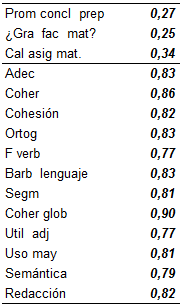 Prom concl prep 0,27
¿Gra fac mat? 0,25
Cal asig mat. 0,34
Adec 0,83
Coher 0,86
Cohesión 0,82
Ortog 0,83
F verb 0,77
Barb lenguaje 0,83
Segm 0,81
Coher glob 0,90
Util adj 0,77
Uso may 0,81
Semántica 0,79
Redacción 0,82